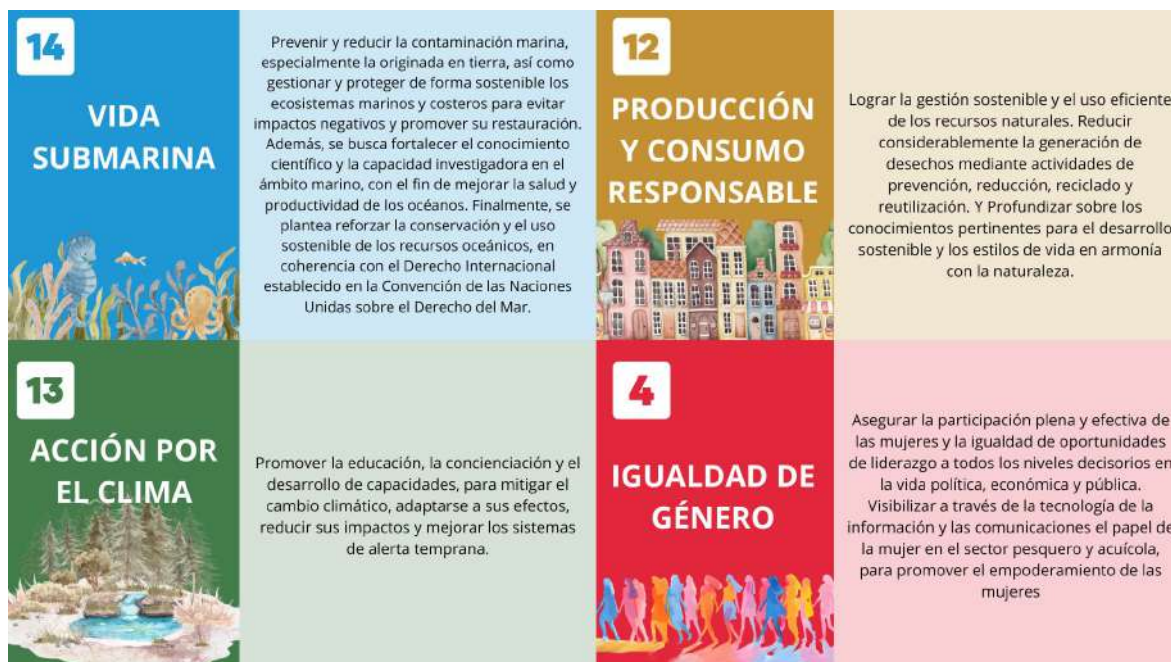 14
VIDA
SUBMARINA
Prevenir y reducir la contaminación marina,
especialmente la originada en tierra, así como
gestionar y proteger de forma sostenible los
ecosistemas marinos y costeros para evitar
impactos negativos y promover su restauración.
Además, se busca fortalecer el conocimiento
científico y la capacidad investigadora en el
ámbito marino, con el fin de mejorar la salud y
productividad de los océanos. Finalmente, se
plantea reforzar la conservación y el uso
sostenible de los recursos oceánicos, en
coherencia con el Derecho Internacional
establecido en la Convención de las Naciones
Unidas sobre el Derecho del Mar.
12
PRODUCCIÓN
Y CONSUMO
RESPONSABLE
Lograr la gestión sostenible y el uso eficiente
de los recursos naturales. Reducir
considerablemente la generación de
desechos mediante actividades de
prevención, reducción, reciclado y
reutilización. Y Profundizar sobre los
conocimientos pertinentes para el desarrollo
sostenible y los estilos de vida en armonía
con la naturaleza.
13
ACCIÓN POR
EL CLIMA
Promover la educación, la concienciación y el
desarrollo de capacidades, para mitigar el
cambio climático, adaptarse a sus efectos,
reducir sus impactos y mejorar los sistemas
de alerta temprana.
4
IGUALDAD DE
GÉNERO
Asegurar la participación plena y efectiva de
las mujeres y la igualdad de oportunidades
de liderazgo a todos los niveles decisorios en
la vida política, económica y pública.
Visibilizar a través de la tecnología de la
información y las comunicaciones el papel de
la mujer en el sector pesquero y acuícola,
para promover el empoderamiento de las
mujeres